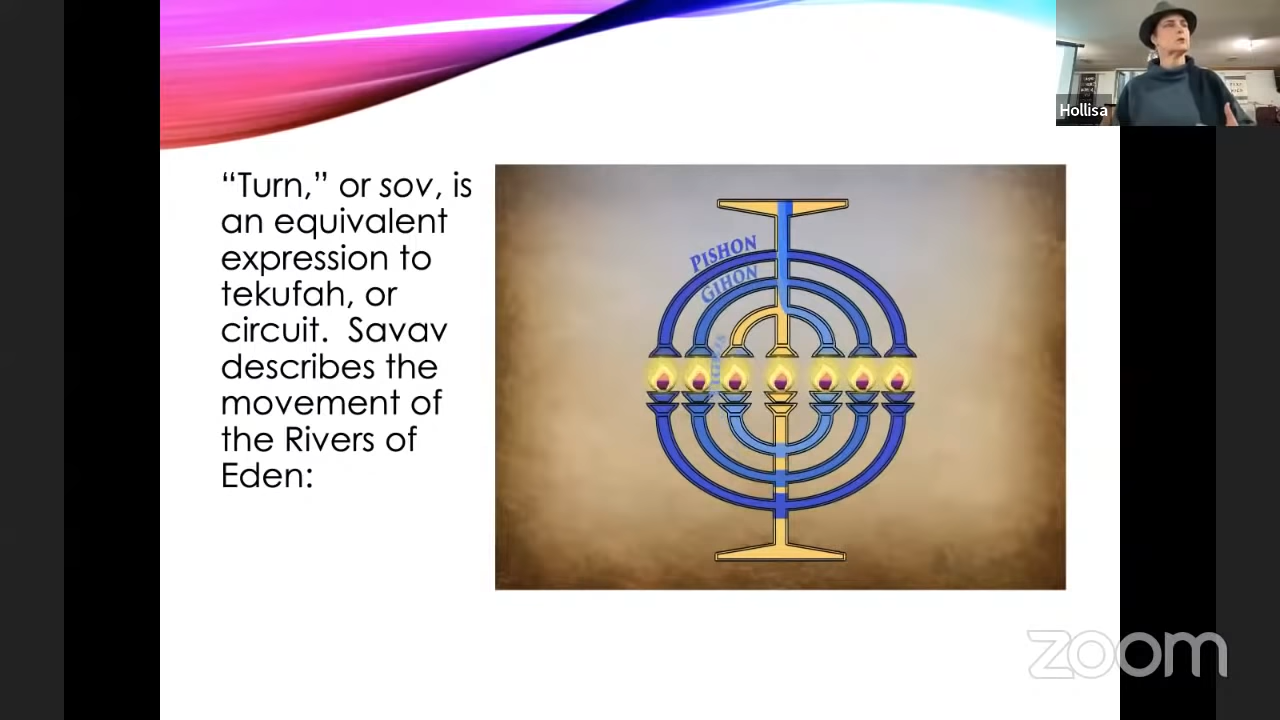 Hollisa
“Turn,” or sov, is
an equivalent
expression to
tekufah, or
circuit.  Savav
describes the
movement of
the Rivers of
Eden:
PISHON
GIHON
zoom